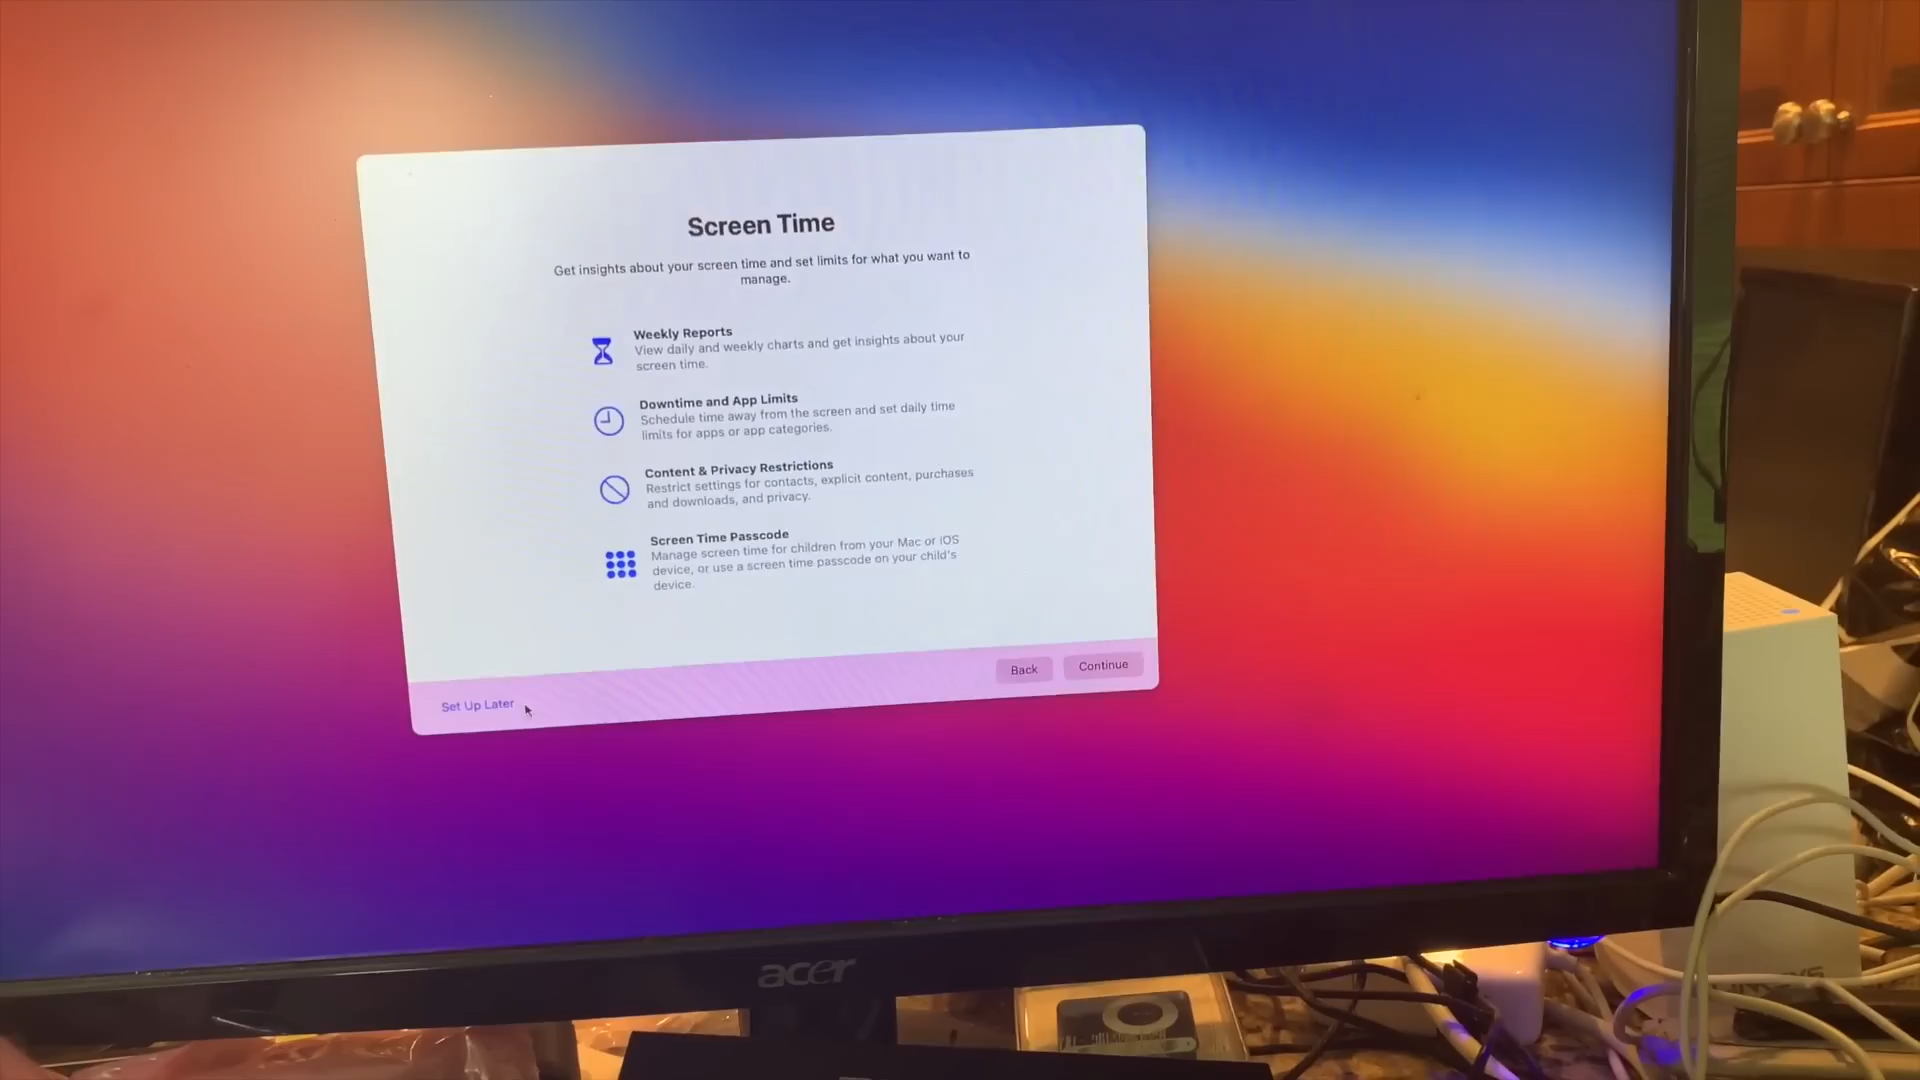 Screen Time
Get insights about your screen time and set limits for what you want to
manage.
Weekly Reports
View daily and weekly charts and get insights about your
screen time.
Downtime and App Limits
Schedule time away from the screen and set daily time
limits for apps or app categories.
Content & Privacy Restrictions
Restrict settings for contacts, explicit content, purchases
and downloads, and privacy.
Screen Time Passcode
Manage screen time for children from your Mac or iOS
device, or use a screen time passcode on your child's
device.
Set Up Later
Back
Continue
acer